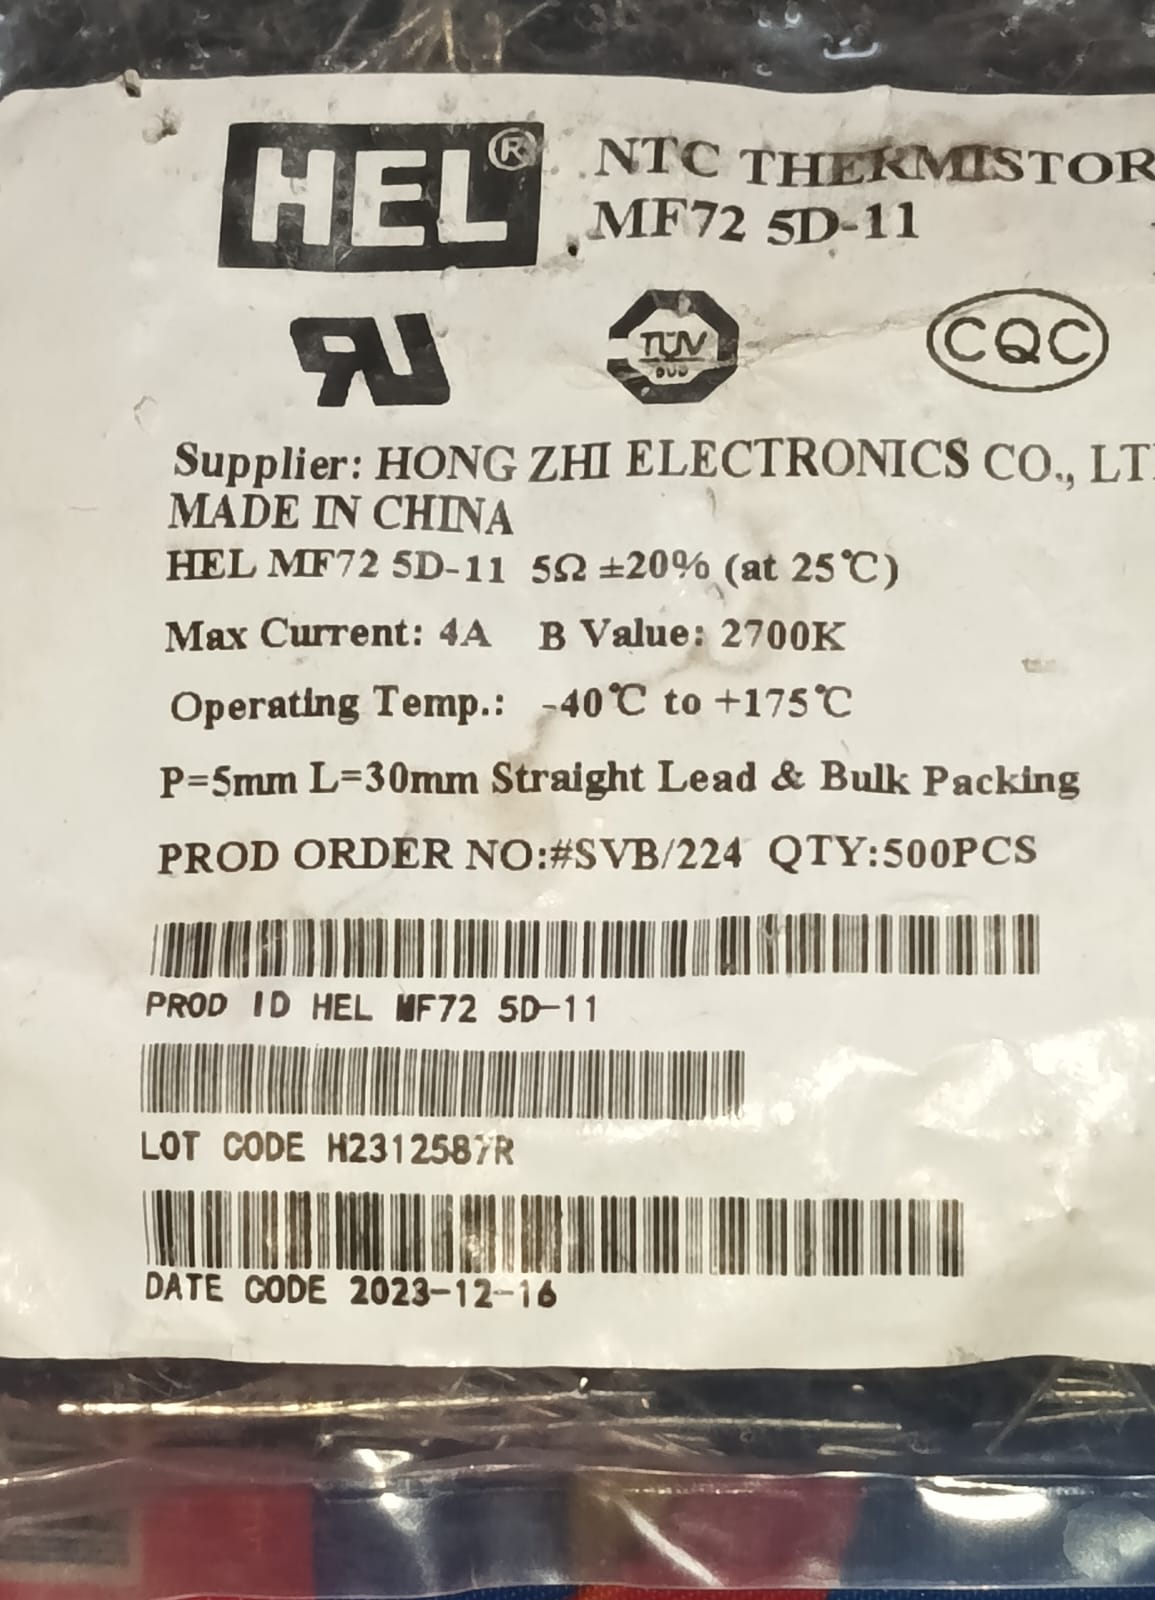 HEL®
NTC THERMISTOR
MF72 5D-11
TÜV
SUD
CQC
Supplier: HONG ZHI ELECTRONICS CO., LT
MADE IN CHINA
HEL MF72 5D-11 5Ω ±20% (at 25℃)
Max Current: 4A B Value: 2700K
Operating Temp.: -40℃ to +175℃
P=5mm L=30mm Straight Lead & Bulk Packing
PROD ORDER NO:#SVB/224 QTY:500PCS
PROD ID HEL MF72 5D-11
LOT CODE H2312587R
DATE CODE 2023-12-16